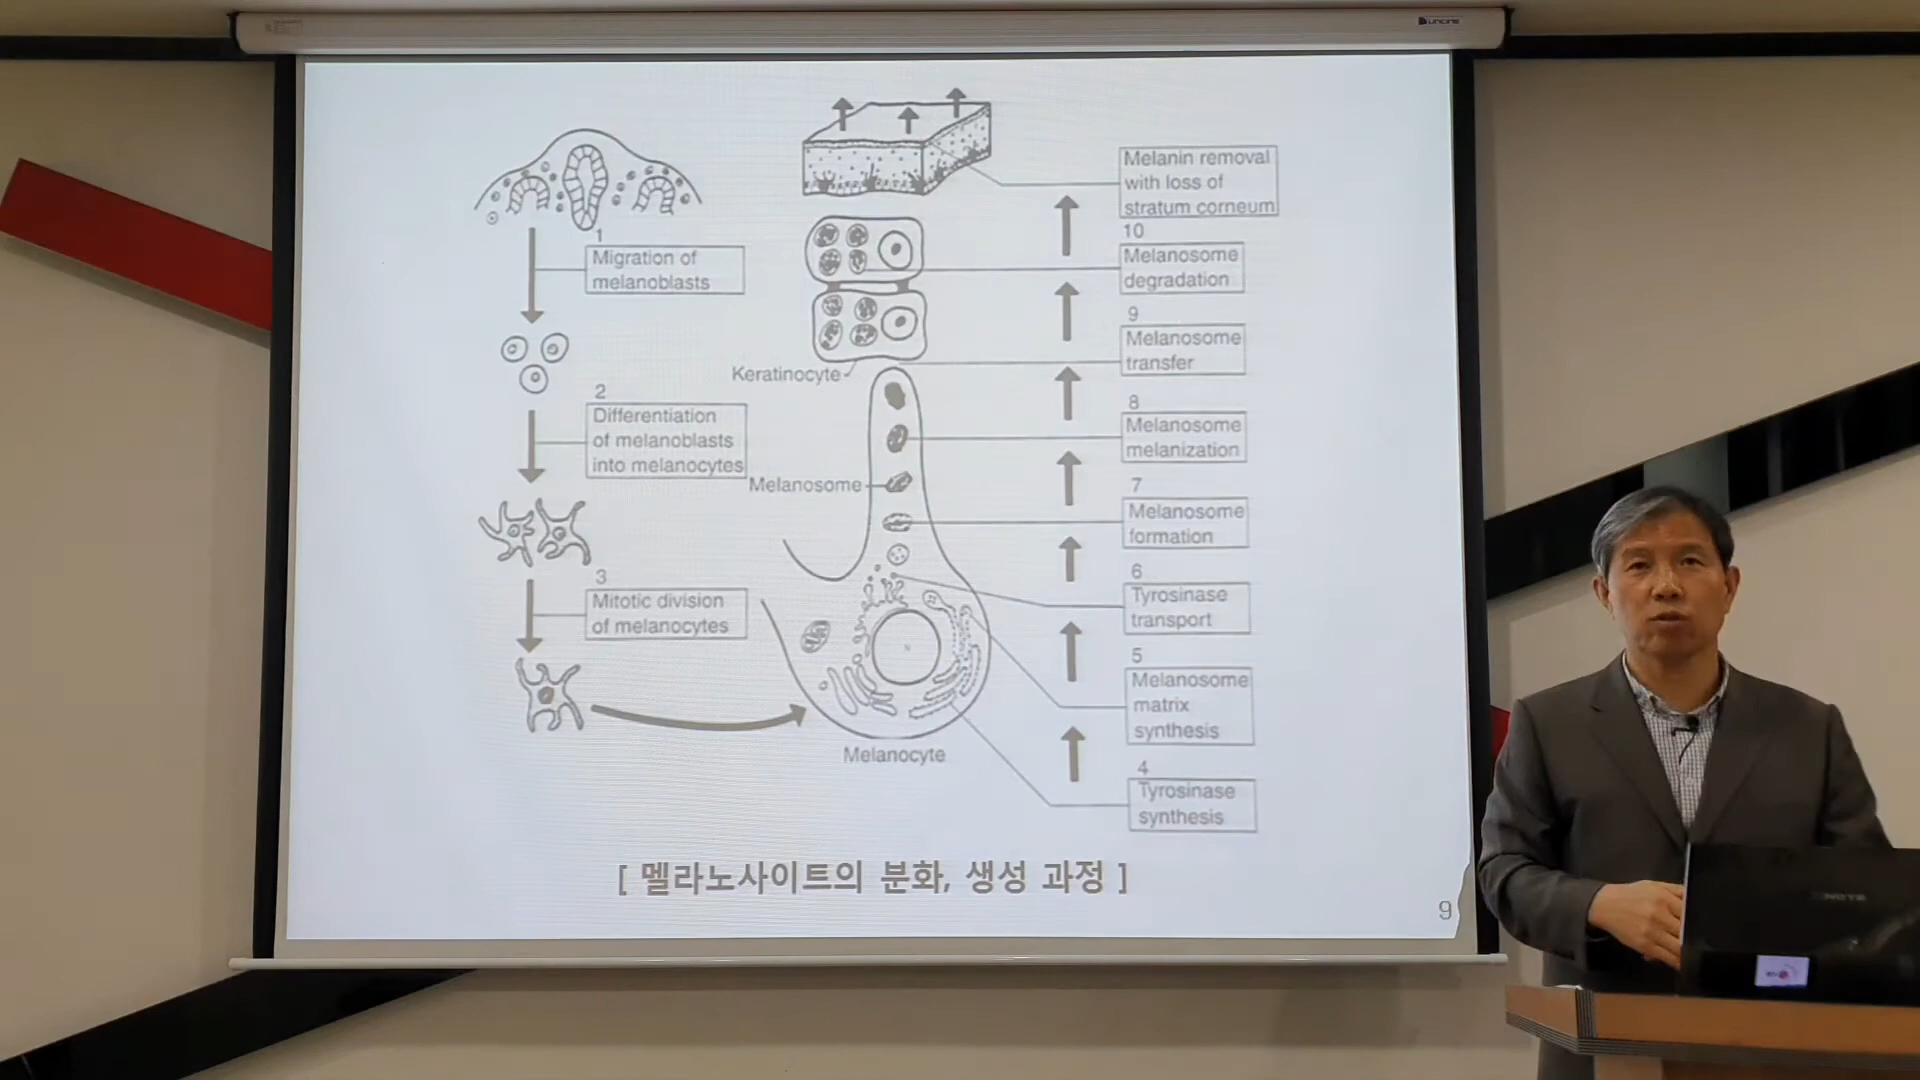 1
Migration of
melanoblasts
2
Differentiation
of melanoblasts
into melanocytes
3
Mitotic division
of melanocytes
Keratinocyte
Melanosome
N
Melanocyte
Melanin removal
with loss of
stratum corneum
10
Melanosome
degradation
9
Melanosome
transfer
8
Melanosome
melanization
7
Melanosome
formation
6
Tyrosinase
transport
5
Melanosome
matrix
synthesis
4
Tyrosinase
synthesis
[ 멜라노사이트의 분화, 생성 과정 ]
9